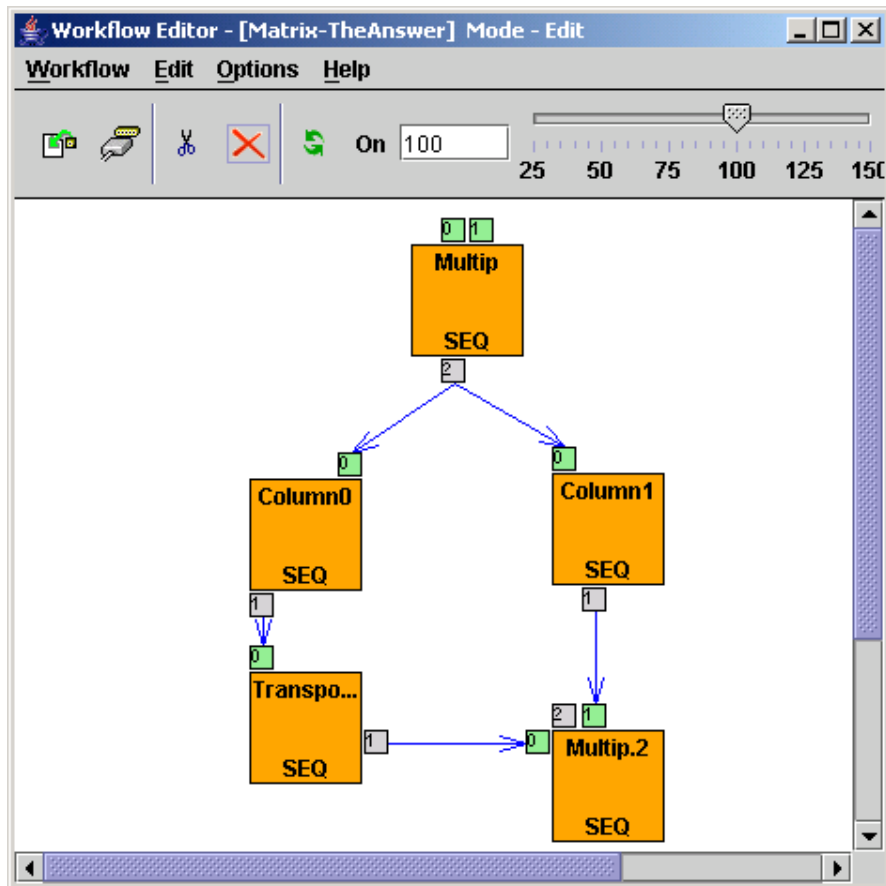 Workflow Editor - [Matrix-TheAnswer] Mode - Edit
Workflow Edit Options Help
On 100
25 50 75 100 125 150
0 1
Multip
SEQ
2
0 0
Column0 Column1
SEQ SEQ
1 1
0
Transpo...
1
SEQ
2 1
0
Multip.2
SEQ